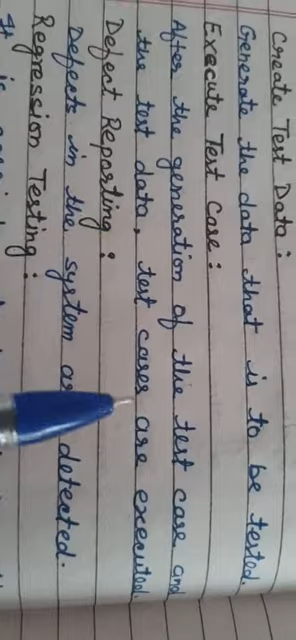 Create Test Data:
Generate the data that is to be tested.
Execute Test Case:
After the generation of the test case and
the test data, test cases are executed
Defect Reporting:
Defects in the system detected.
Regression Testing:
It is